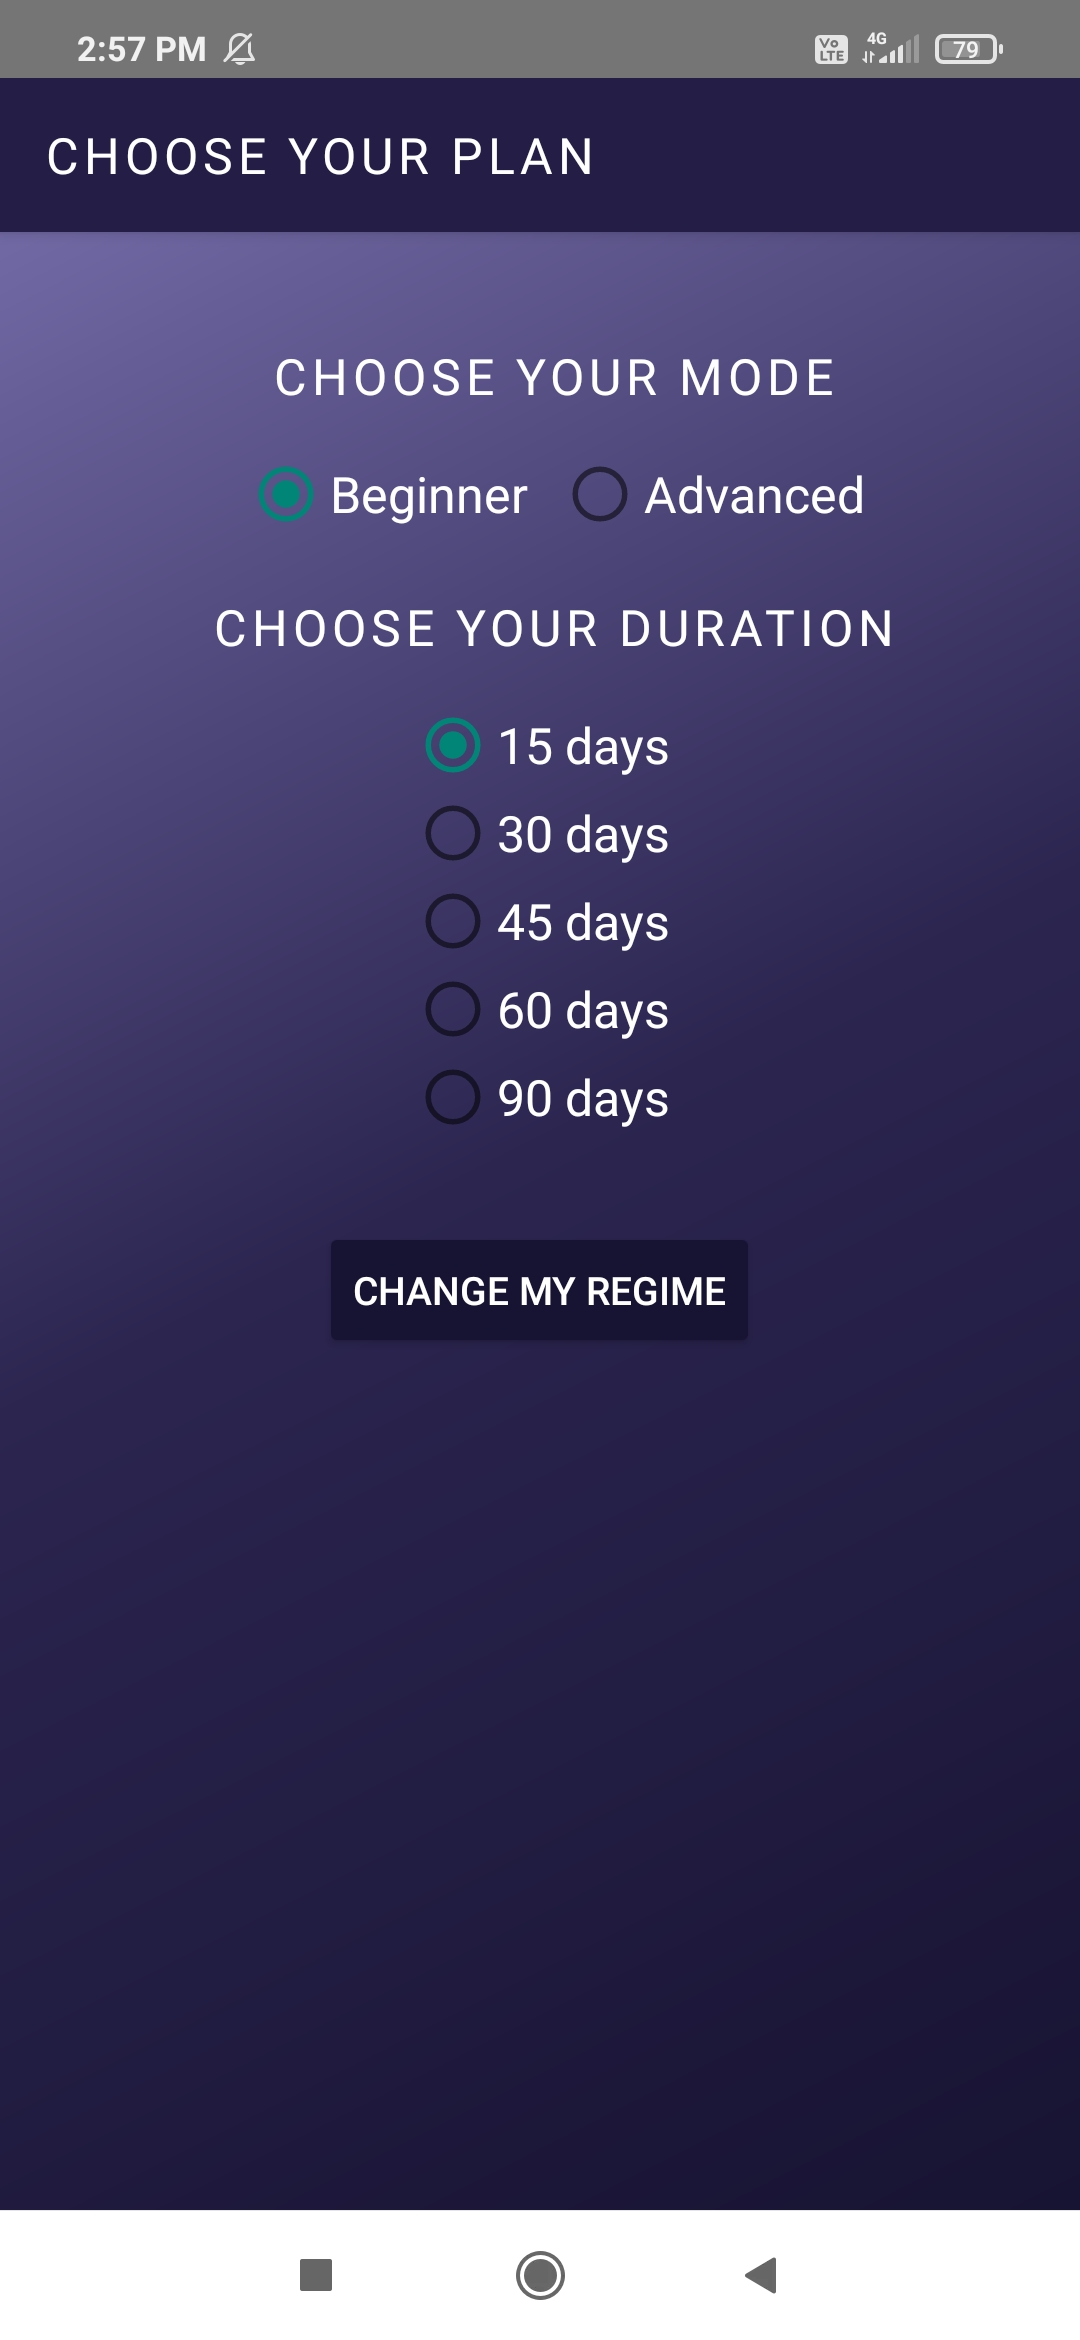 2:57 PM
Vo LTE 4G 79
CHOOSE YOUR PLAN
CHOOSE YOUR MODE
Beginner Advanced
CHOOSE YOUR DURATION
15 days
30 days
45 days
60 days
90 days
CHANGE MY REGIME